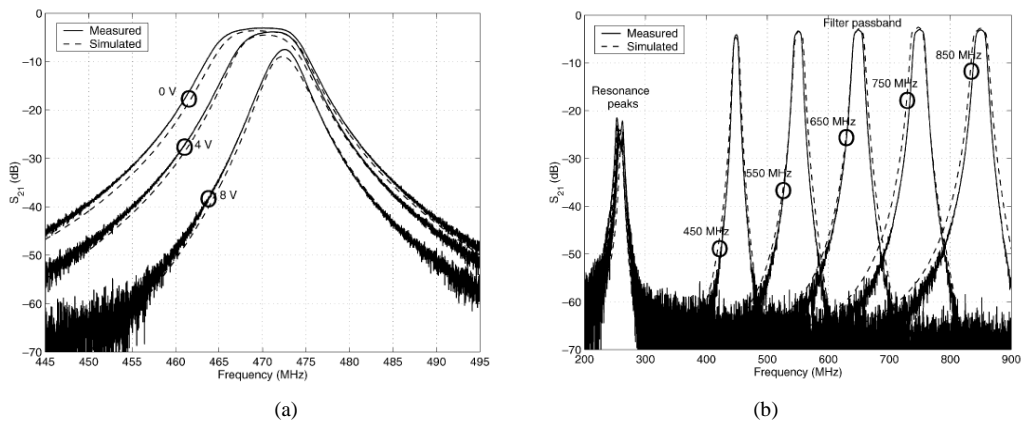 0
−10
−20
−30
−40
−50
−60
−70
S21 (dB)
445 450 455 460 465 470 475 480 485 490 495
Frequency (MHz)
Measured
Simulated
0 V
4 V
8 V
(a)
0
−10
−20
−30
−40
−50
−60
−70
S21 (dB)
200 300 400 500 600 700 800 900
Frequency (MHz)
Measured
Simulated
Filter passband
Resonance
peaks
850 MHz
750 MHz
650 MHz
550 MHz
450 MHz
(b)